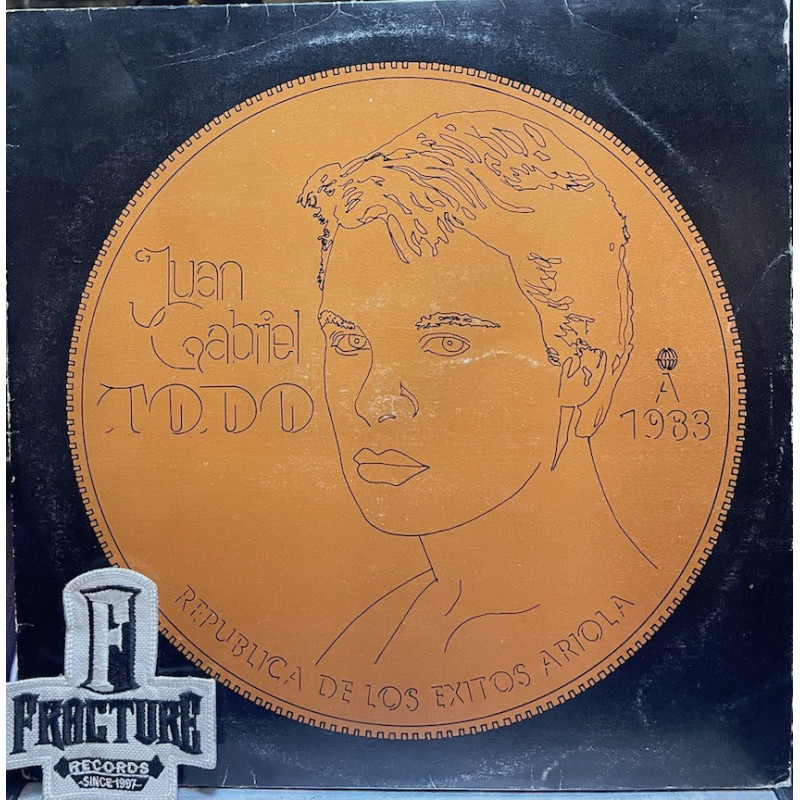 Juan
Gabriel
TODO
A
1983
REPUBLICA DE LOS EXITOS ARIOLA
F
FRACTURE
RECORDS
-SINCE 1997-